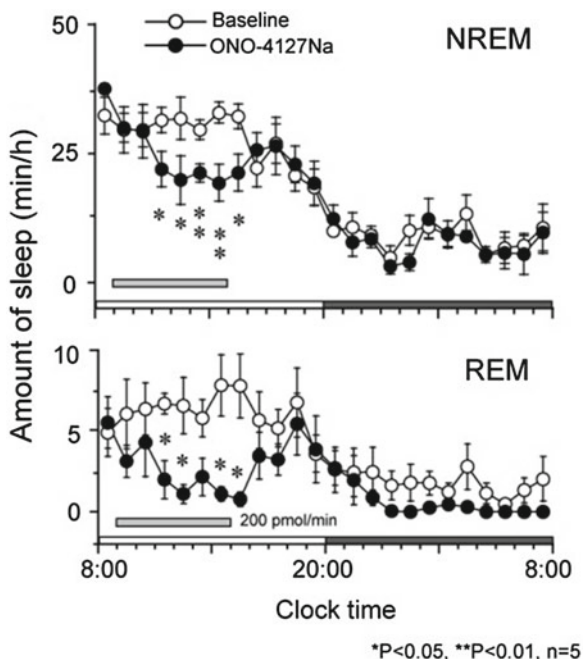 Baseline
ONO-4127Na
NREM
50
25
0
* * ** ** *
Amount of sleep (min/h)
REM
10
5
0
* * * *
200 pmol/min
8:00 20:00 8:00
Clock time
*P<0.05, **P<0.01, n=5